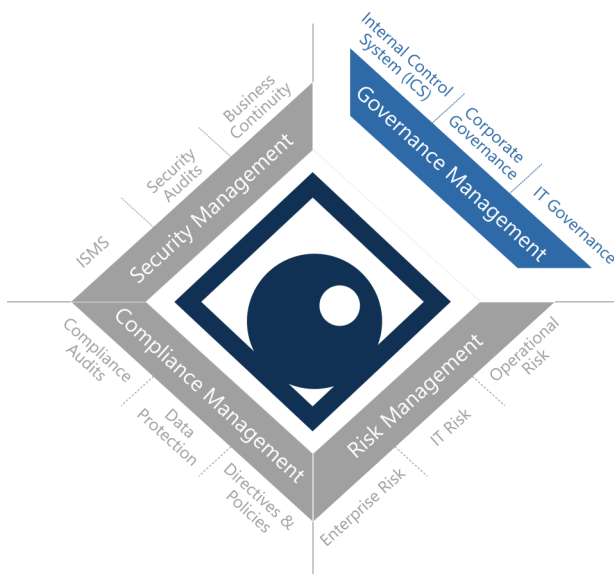 Business
Continuity
Security
Audits
ISMS
Security Management
Internal Control
System (ICS)
Corporate
Governance
IT Governance
Governance Management
Compliance Management
Compliance
Audits
Data
Protection
Directives &
Policies
Risk Management
Operational
Risk
IT Risk
Enterprise Risk